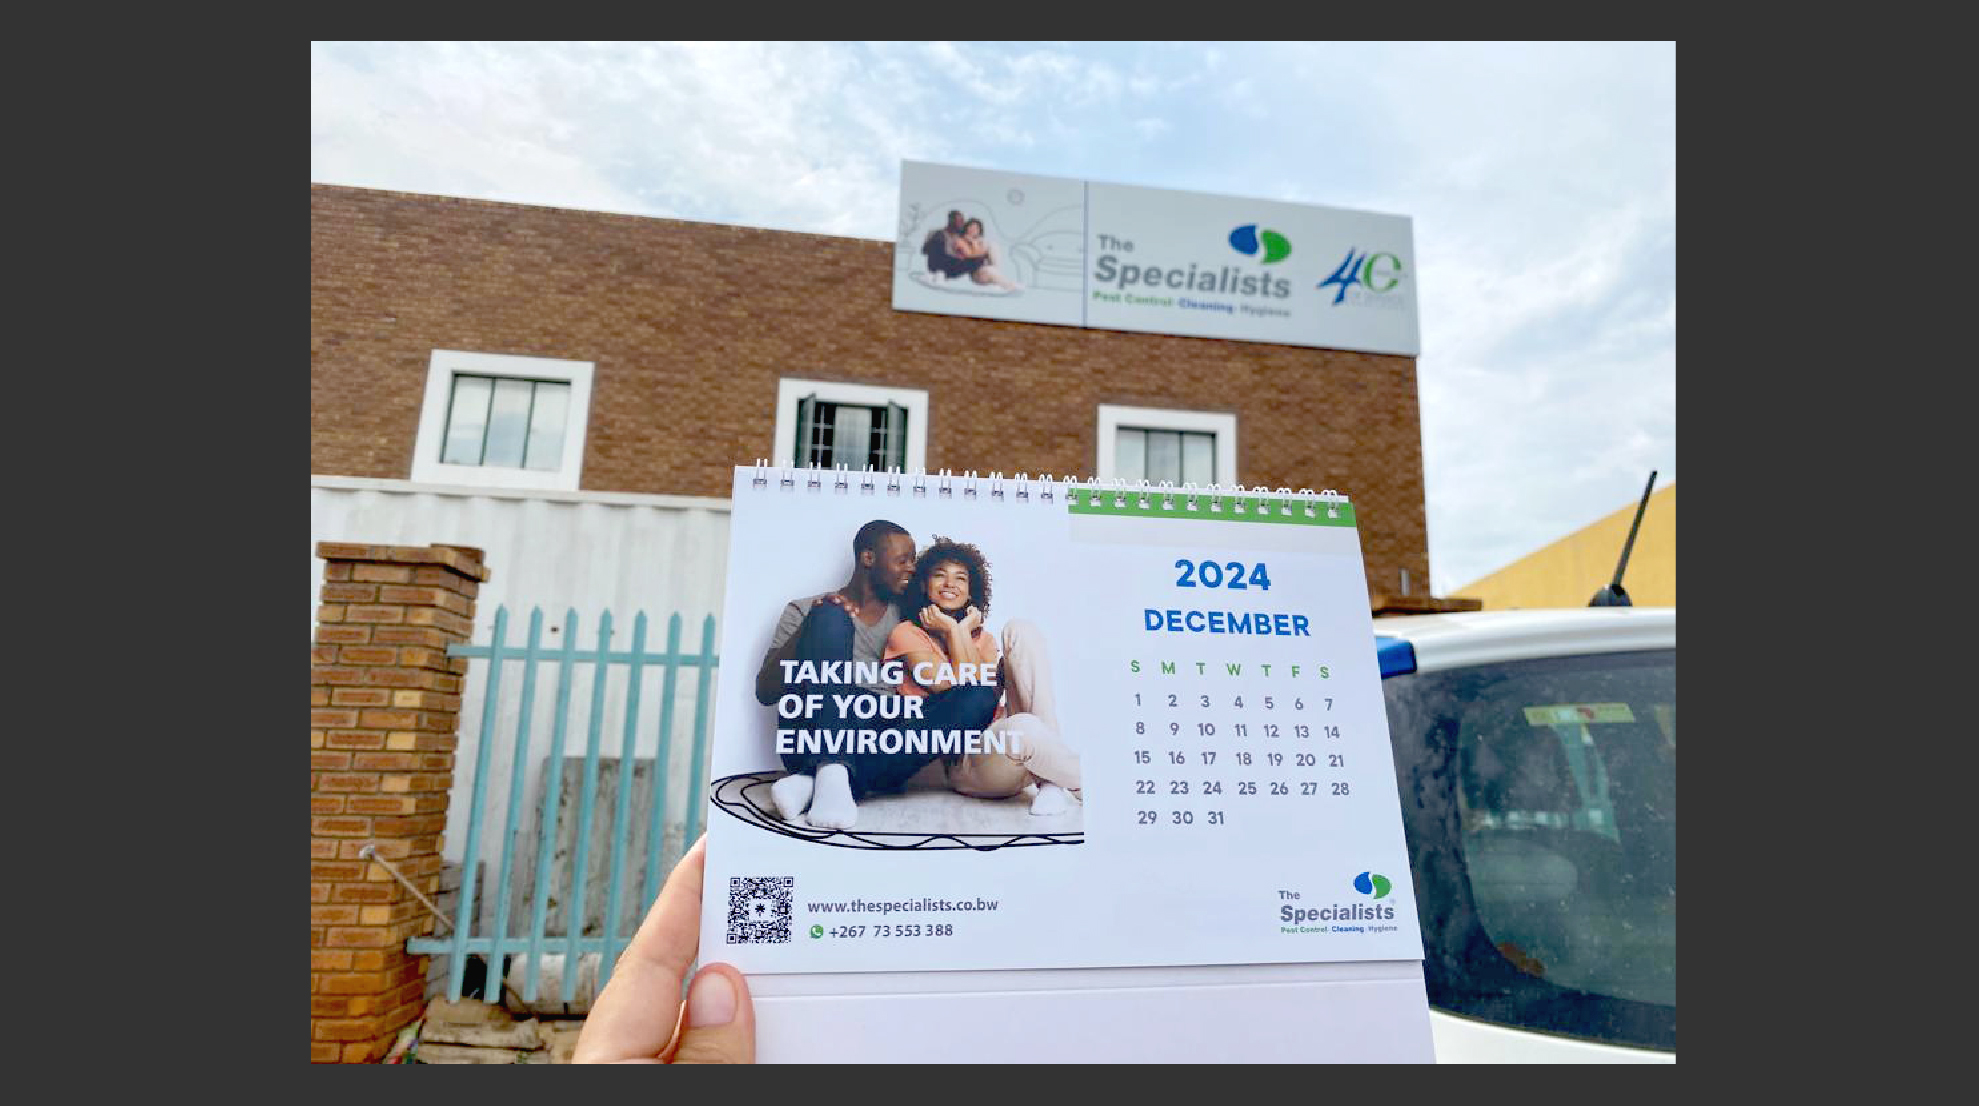 The
Specialists
Pest Control· Cleaning· Hygiene
40
TAKING CARE
OF YOUR
ENVIRONMENT
2024
DECEMBER
S M T W T F S
1 2 3 4 5 6 7
8 9 10 11 12 13 14
15 16 17 18 19 20 21
22 23 24 25 26 27 28
29 30 31
www.thespecialists.co.bw
+267 73 553 388
The
Specialists
Pest Control· Cleaning· Hygiene